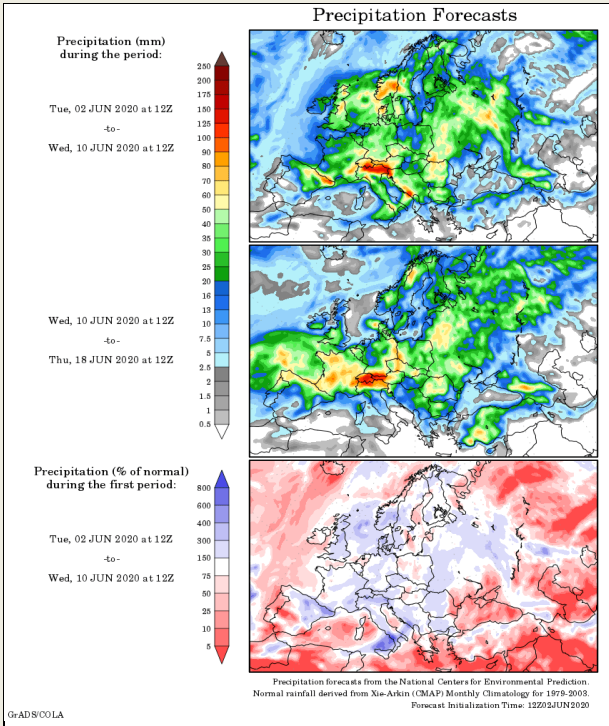 Precipitation Forecasts
Precipitation (mm)
during the period:
Tue, 02 JUN 2020 at 12Z
-to-
Wed, 10 JUN 2020 at 12Z
250
200
175
150
125
100
90
80
70
60
50
40
35
30
25
20
16
13
10
7.5
5
2.5
2
1.5
1
0.5
Wed, 10 JUN 2020 at 12Z
-to-
Thu, 18 JUN 2020 at 12Z
Precipitation (% of normal)
during the first period:
Tue, 02 JUN 2020 at 12Z
-to-
Wed, 10 JUN 2020 at 12Z
800
600
400
300
150
75
50
25
10
5
Precipitation forecasts from the National Centers for Environmental Prediction.
Normal rainfall derived from Xie-Arkin (CMAP) Monthly Climatology for 1979-2003.
Forecast Initialization Time: 12Z02JUN2020
GrADS/COLA